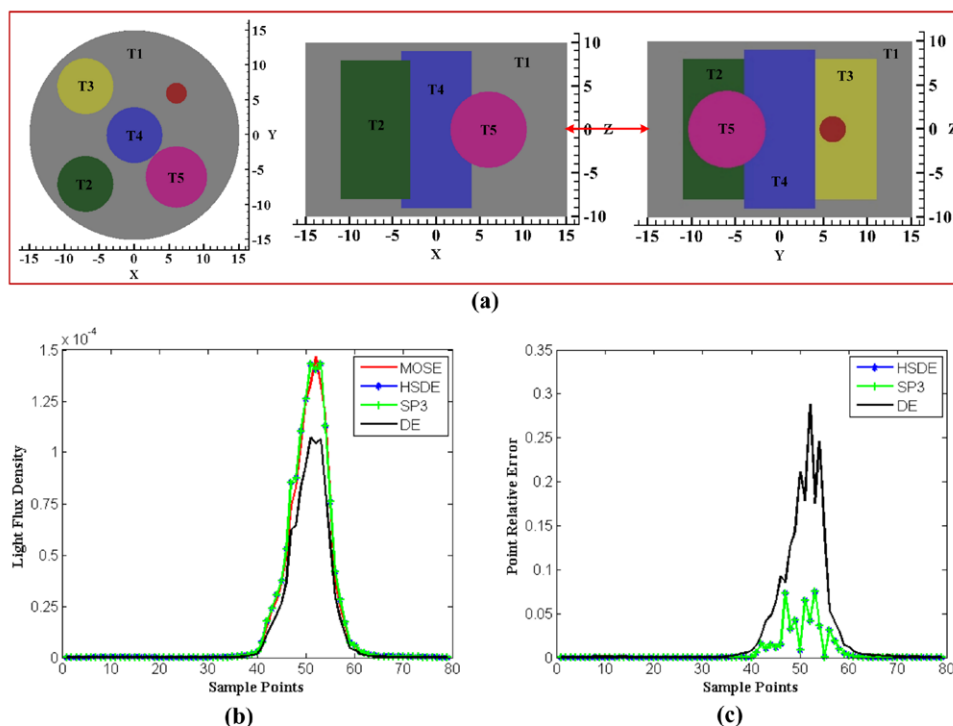 T1
T3
T4
T2
T5
15
10
5
0 Y
-5
-10
-15
-15 -10 -5 0 5 10 15
X
T1
T4
T2
T5
10
5
0 Z
-5
-10
-15 -10 -5 0 5 10 15
X
T1
T2
T3
T5
T4
10
5
0 Z
-5
-10
-15 -10 -5 0 5 10 15
Y
(a)
x 10^-4
1.5
1.25
1
0.75
0.5
0.25
0
0 10 20 30 40 50 60 70 80
Light Flux Density
Sample Points
MOSE
HSDE
SP3
DE
(b)
0.35
0.3
0.25
0.2
0.15
0.1
0.05
0
0 10 20 30 40 50 60 70 80
Point Relative Error
Sample Points
HSDE
SP3
DE
(c)